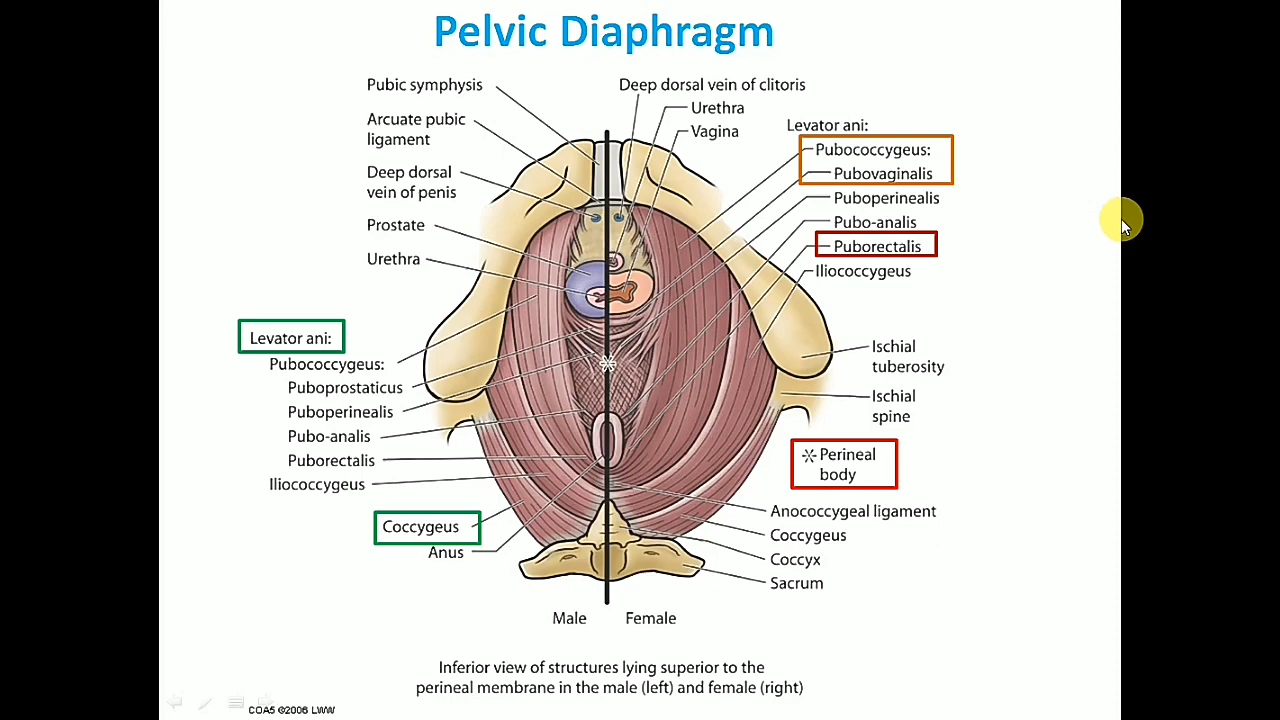 Pelvic Diaphragm
Pubic symphysis
Arcuate pubic
ligament
Deep dorsal
vein of penis
Prostate
Urethra
Levator ani:
Pubococcygeus:
Puboprostaticus
Puboperinealis
Pubo-analis
Puborectalis
Iliococcygeus
Coccygeus
Anus
Deep dorsal vein of clitoris
Urethra
Vagina
Levator ani:
Pubococcygeus:
Pubovaginalis
Puboperinealis
Pubo-analis
Puborectalis
Iliococcygeus
Ischial
tuberosity
Ischial
spine
Perineal
body
Anococcygeal ligament
Coccygeus
Coccyx
Sacrum
Male Female
Inferior view of structures lying superior to the
perineal membrane in the male (left) and female (right)
COA5 ©2006 LWW